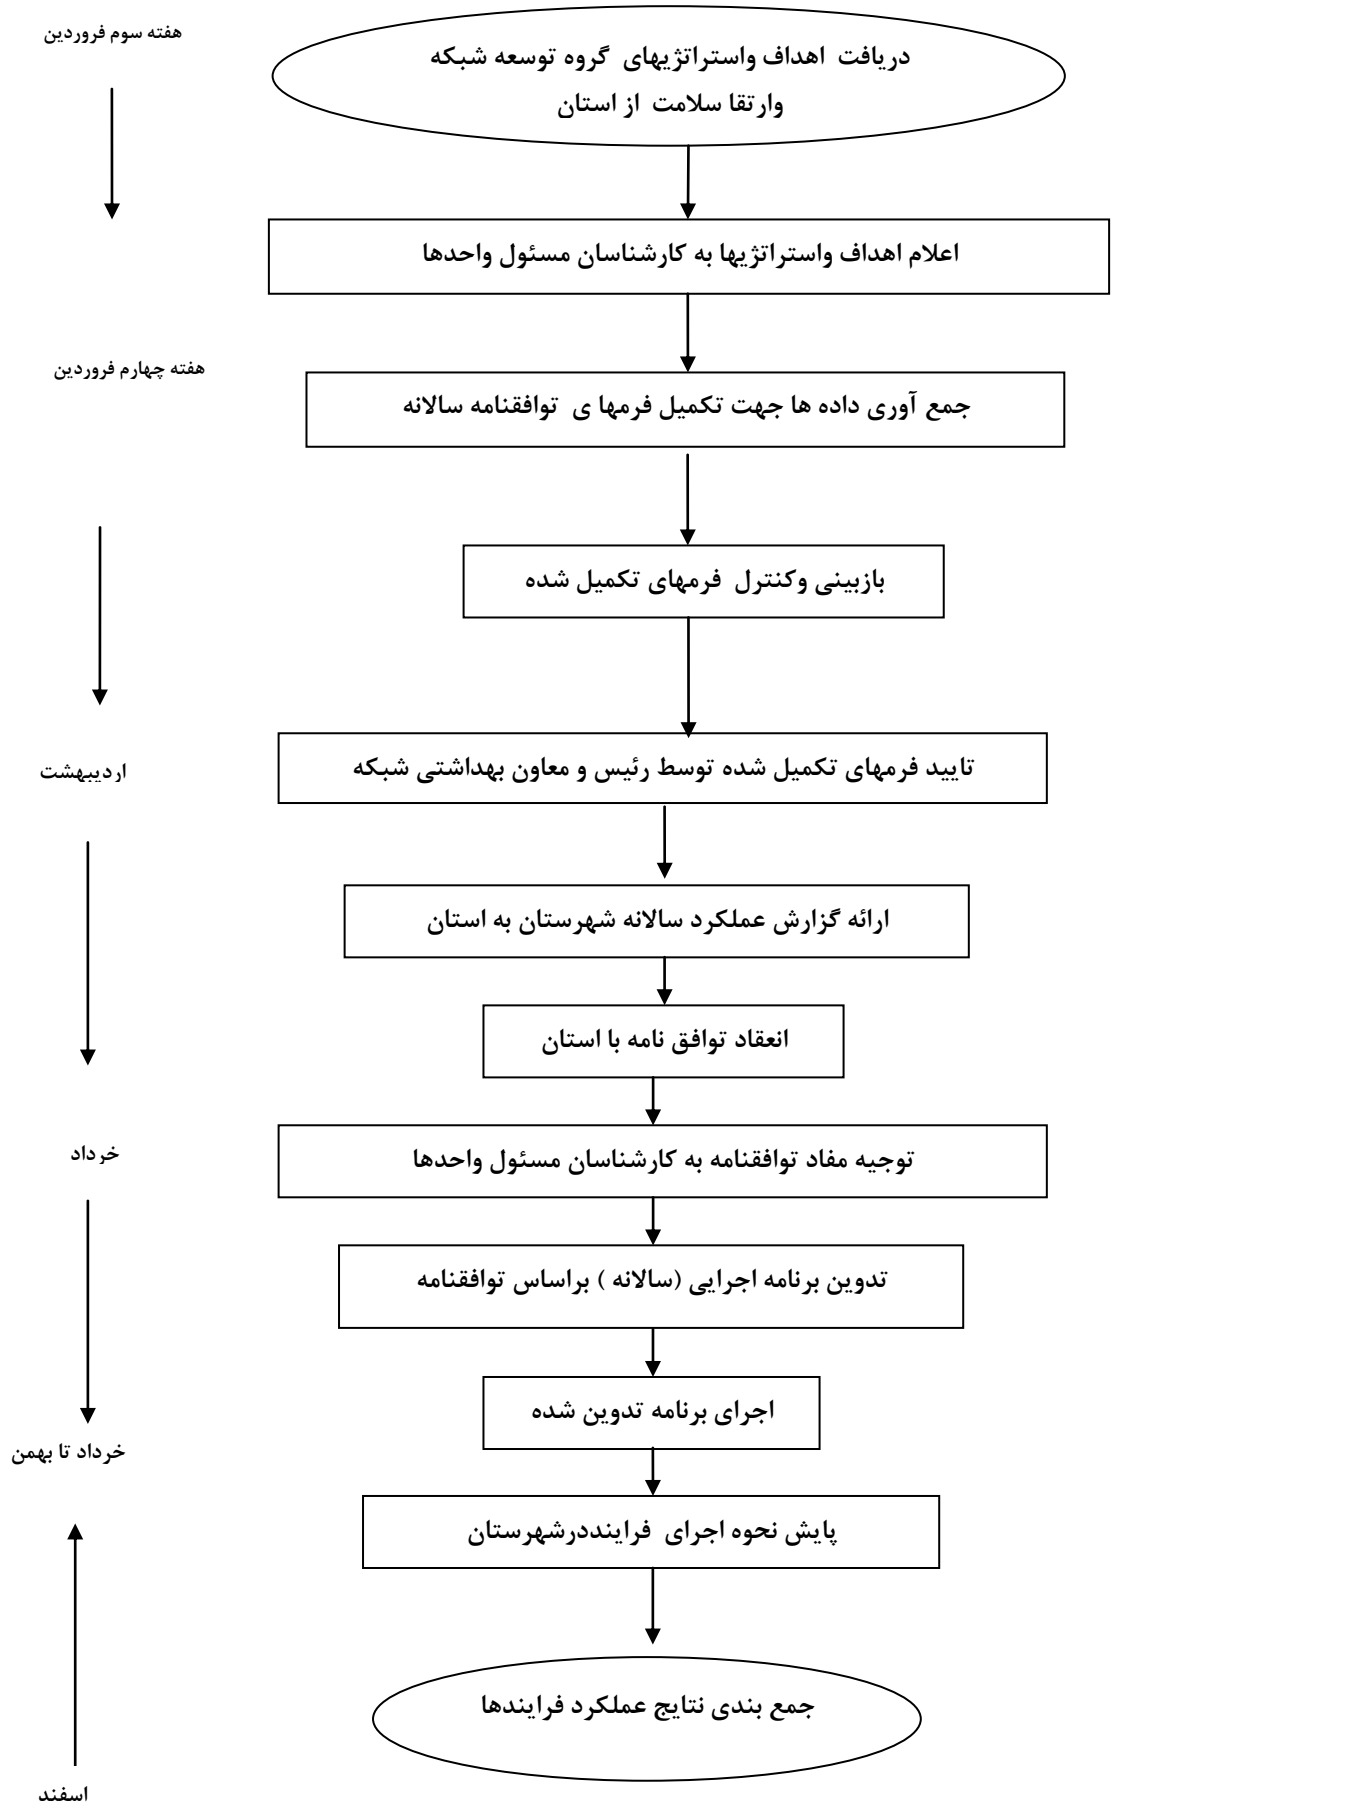 هفته سوم فروردین
دریافت اهداف واستراتژیهای گروه توسعه شبکه
وارتقا سلامت از استان
اعلام اهداف واستراتژیها به کارشناسان مسئول واحدها
هفته چهارم فروردین
جمع آوری داده ها جهت تکمیل فرمها ی توافقنامه سالانه
بازبینی وکنترل فرمهای تکمیل شده
تایید فرمهای تکمیل شده توسط رئیس و معاون بهداشتی شبکه
اردیبهشت
ارائه گزارش عملکرد سالانه شهرستان به استان
انعقاد توافق نامه با استان
خرداد
توجیه مفاد توافقنامه به کارشناسان مسئول واحدها
تدوین برنامه اجرایی (سالانه ) براساس توافقنامه
اجرای برنامه تدوین شده
خرداد تا بهمن
پایش نحوه اجرای فراینددرشهرستان
جمع بندی نتایج عملکرد فرایندها
اسفند